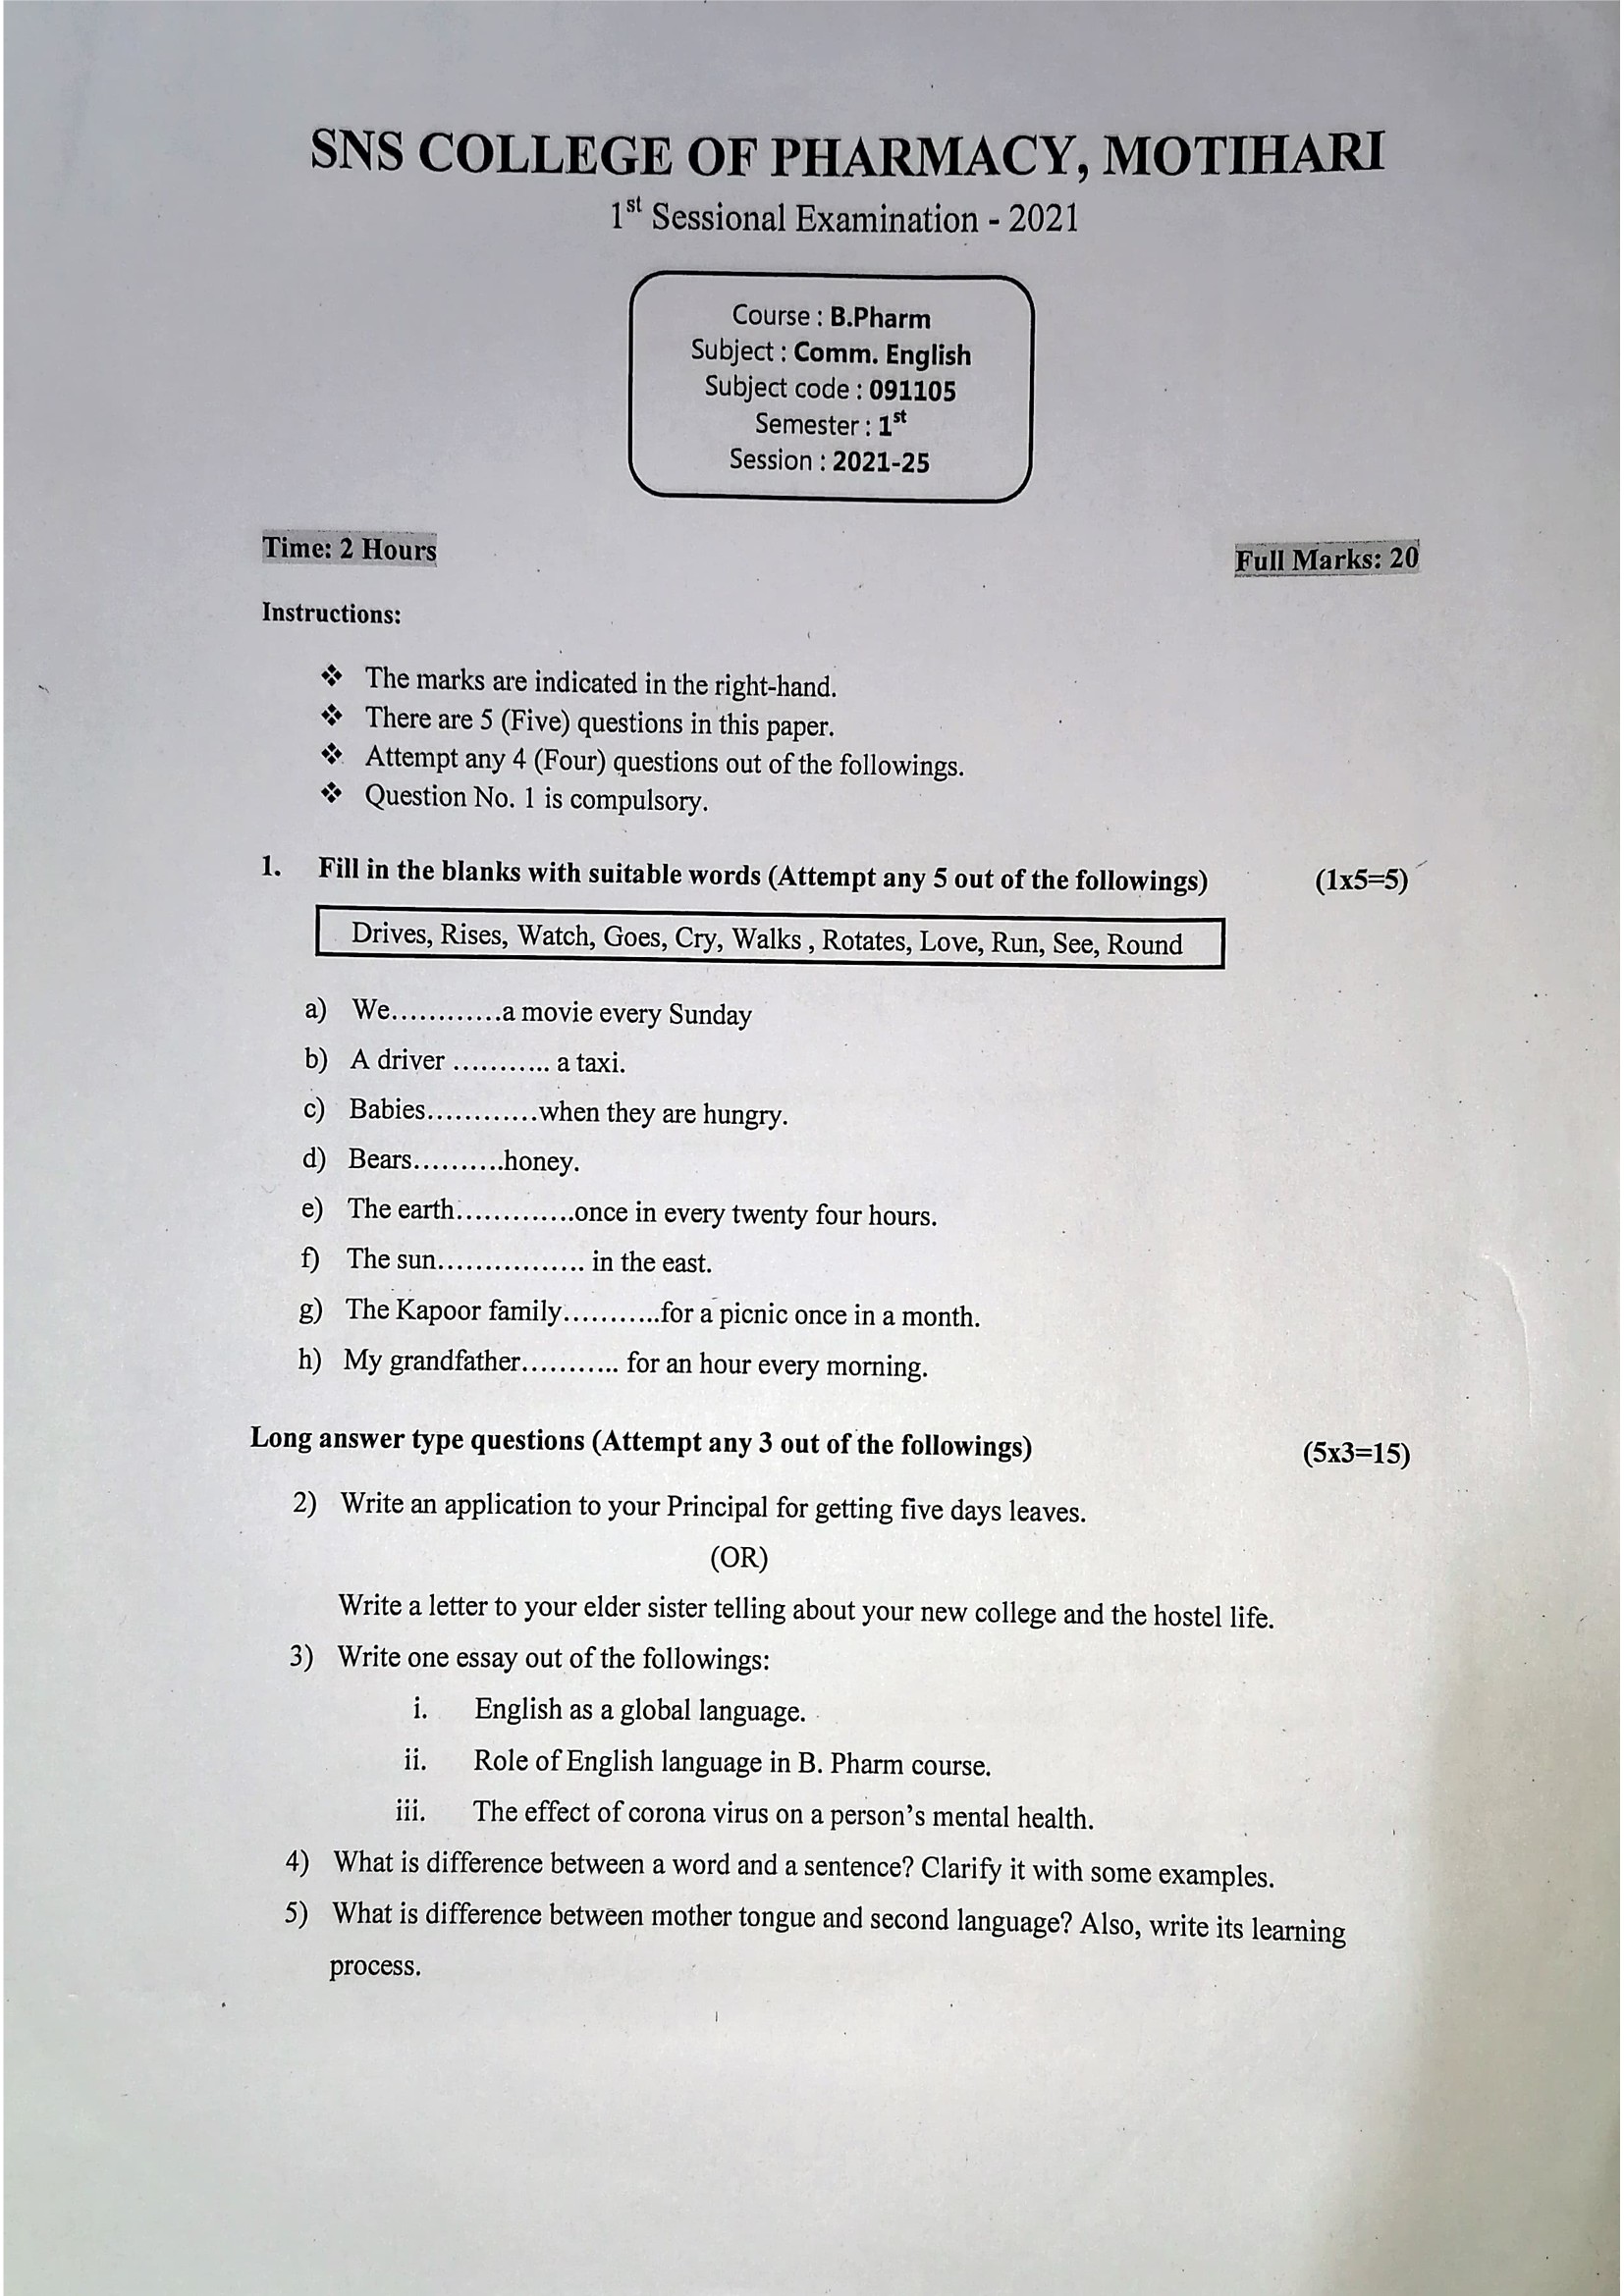 SNS COLLEGE OF PHARMACY, MOTIHARI
1st Sessional Examination - 2021
Course : B.Pharm
Subject : Comm. English
Subject code : 091105
Semester : 1st
Session : 2021-25
Time: 2 Hours
Full Marks: 20
Instructions:
❖ The marks are indicated in the right-hand.
❖ There are 5 (Five) questions in this paper.
❖ Attempt any 4 (Four) questions out of the followings.
❖ Question No. 1 is compulsory.
1. Fill in the blanks with suitable words (Attempt any 5 out of the followings) (1x5=5)
Drives, Rises, Watch, Goes, Cry, Walks , Rotates, Love, Run, See, Round
a) We............a movie every Sunday
b) A driver ........... a taxi.
c) Babies............when they are hungry.
d) Bears..........honey.
e) The earth.............once in every twenty four hours.
f) The sun................ in the east.
g) The Kapoor family...........for a picnic once in a month.
h) My grandfather........... for an hour every morning.
Long answer type questions (Attempt any 3 out of the followings) (5x3=15)
2) Write an application to your Principal for getting five days leaves.
(OR)
Write a letter to your elder sister telling about your new college and the hostel life.
3) Write one essay out of the followings:
i. English as a global language.
ii. Role of English language in B. Pharm course.
iii. The effect of corona virus on a person's mental health.
4) What is difference between a word and a sentence? Clarify it with some examples.
5) What is difference between mother tongue and second language? Also, write its learning
process.